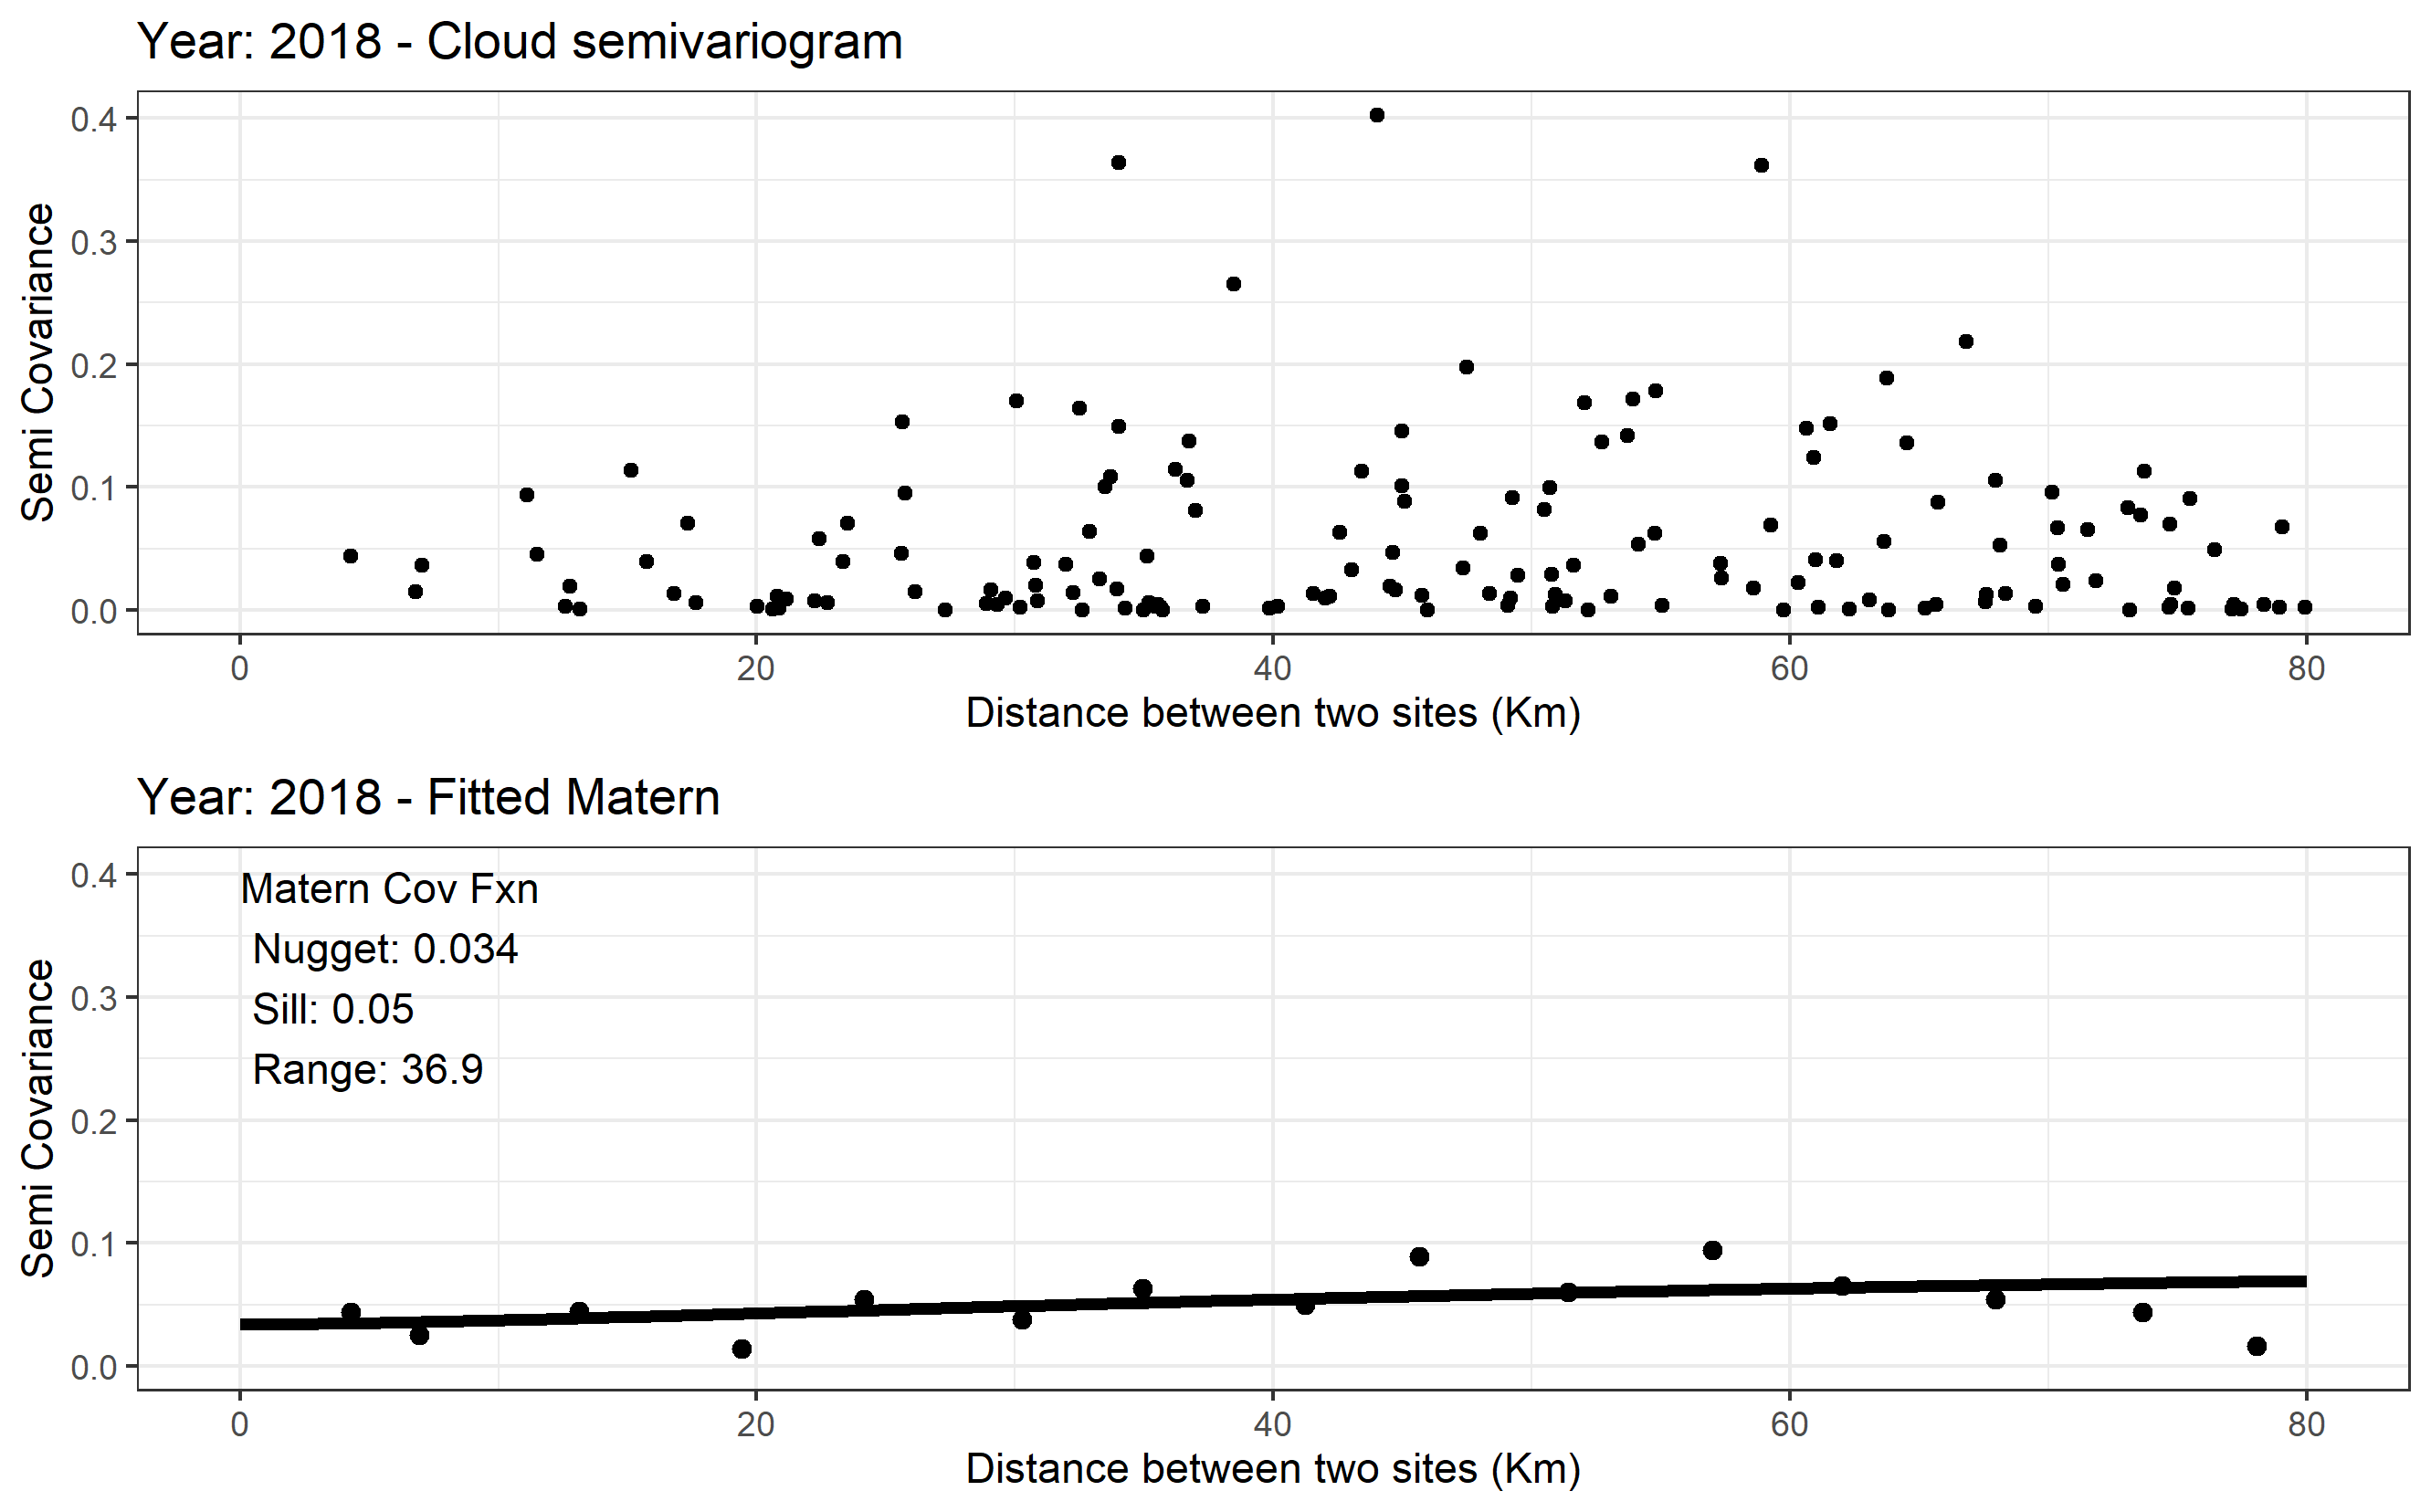 Year: 2018 - Cloud semivariogram
Semi Covariance
0.4
0.3
0.2
0.1
0.0
0 20 40 60 80
Distance between two sites (Km)
Year: 2018 - Fitted Matern
Semi Covariance
0.4
0.3
0.2
0.1
0.0
Matern Cov Fxn
Nugget: 0.034
Sill: 0.05
Range: 36.9
0 20 40 60 80
Distance between two sites (Km)